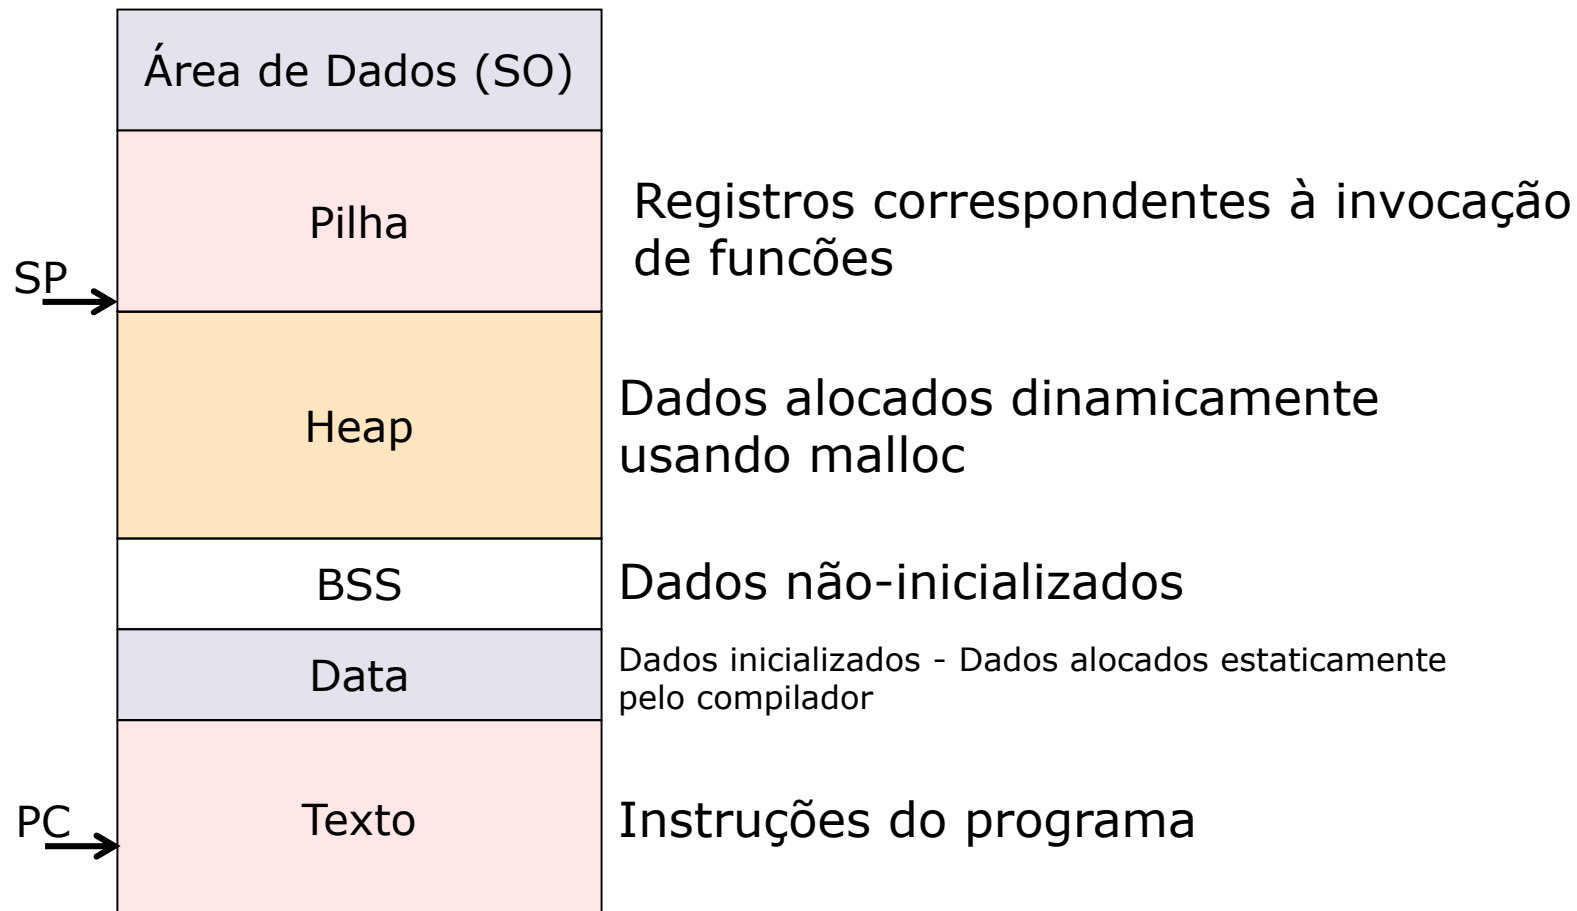 Área de Dados (SO)
Pilha
Registros correspondentes à invocação
de funcões
SP
Heap
Dados alocados dinamicamente
usando malloc
BSS
Dados não-inicializados
Data
Dados inicializados - Dados alocados estaticamente
pelo compilador
PC
Texto
Instruções do programa